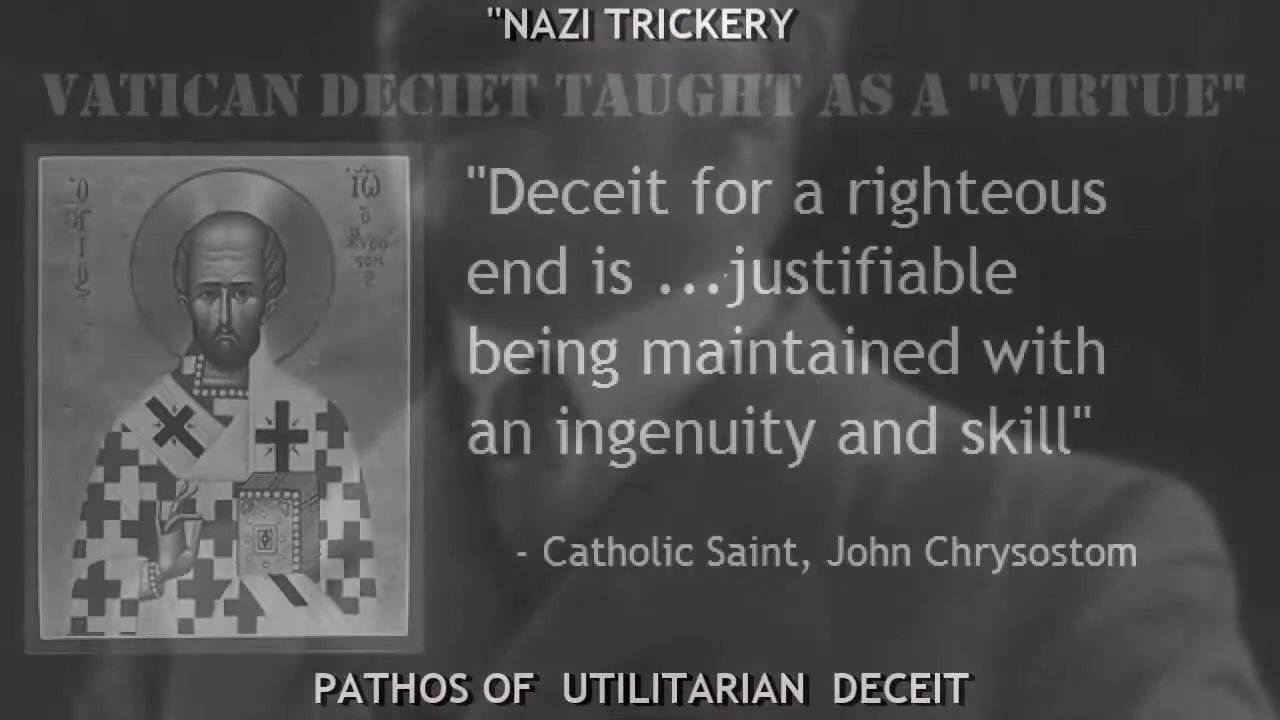 "NAZI TRICKERY
VATICAN DECIET TAUGHT AS A "VIRTUE"
"Deceit for a righteous
end is ...justifiable
being maintained with
an ingenuity and skill"
- Catholic Saint, John Chrysostom
PATHOS OF UTILITARIAN DECEIT